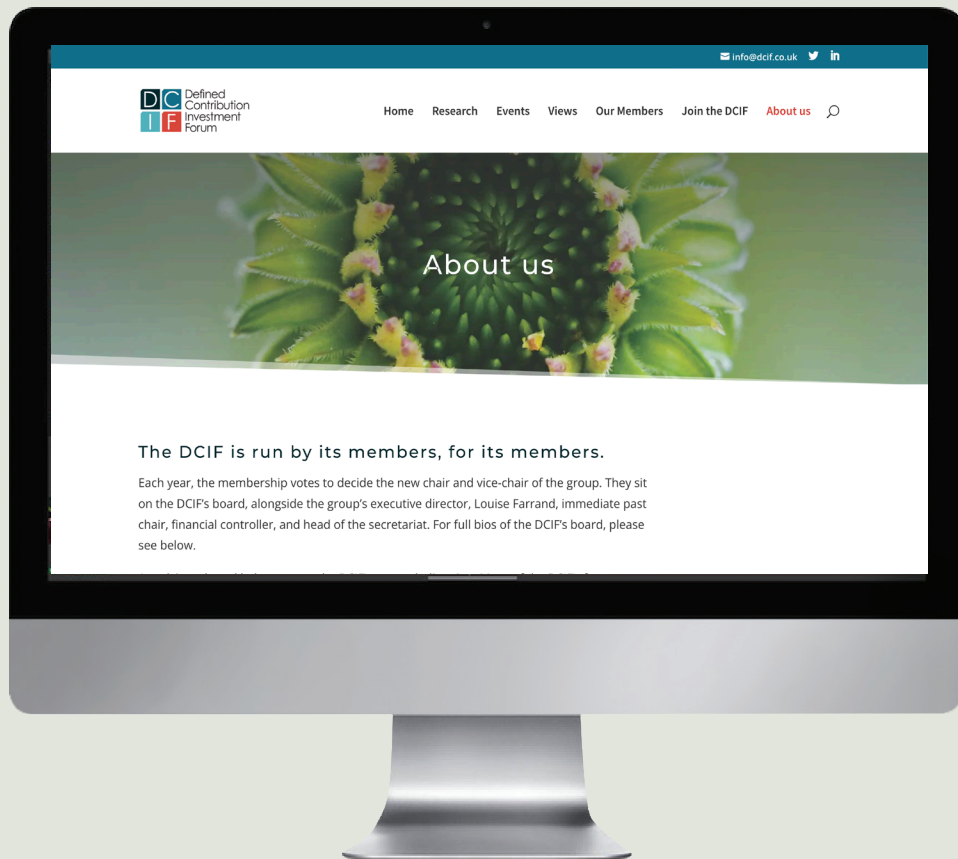 info@dcif.co.uk
DC
IF
Defined
Contribution
Investment
Forum
Home Research Events Views Our Members Join the DCIF About us
About us
The DCIF is run by its members, for its members.
Each year, the membership votes to decide the new chair and vice-chair of the group. They sit
on the DCIF's board, alongside the group's executive director, Louise Farrand, immediate past
chair, financial controller, and head of the secretariat. For full bios of the DCIF's board, please
see below.